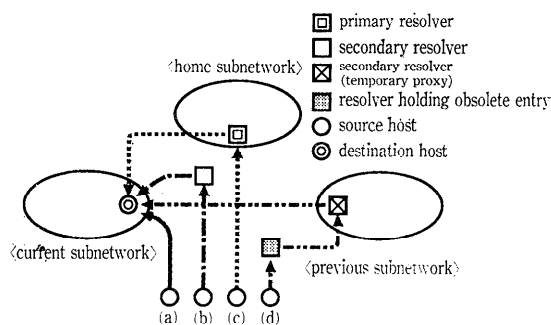 primary resolver
secondary resolver
secondary resolver
(temporary proxy)
resolver holding obsolete entry
source host
destination host
〈home subnetwork〉
〈current subnetwork〉
〈previous subnetwork〉
(a) (b) (c) (d)